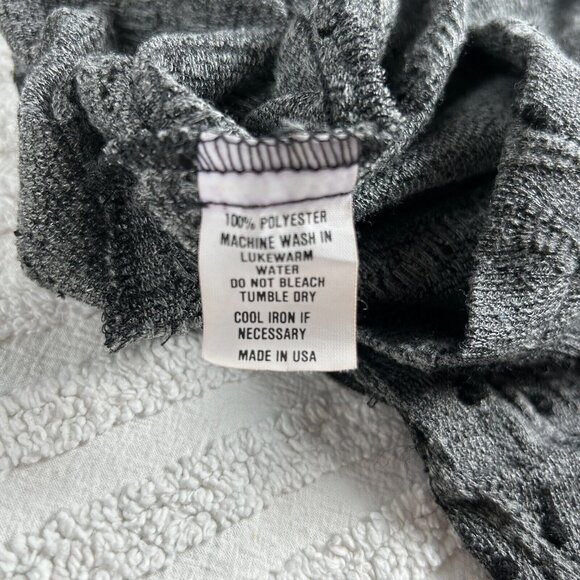 100% POLYESTER
MACHINE WASH IN
LUKEWARM
WATER
DO NOT BLEACH
TUMBLE DRY
COOL IRON IF
NECESSARY
MADE IN USA